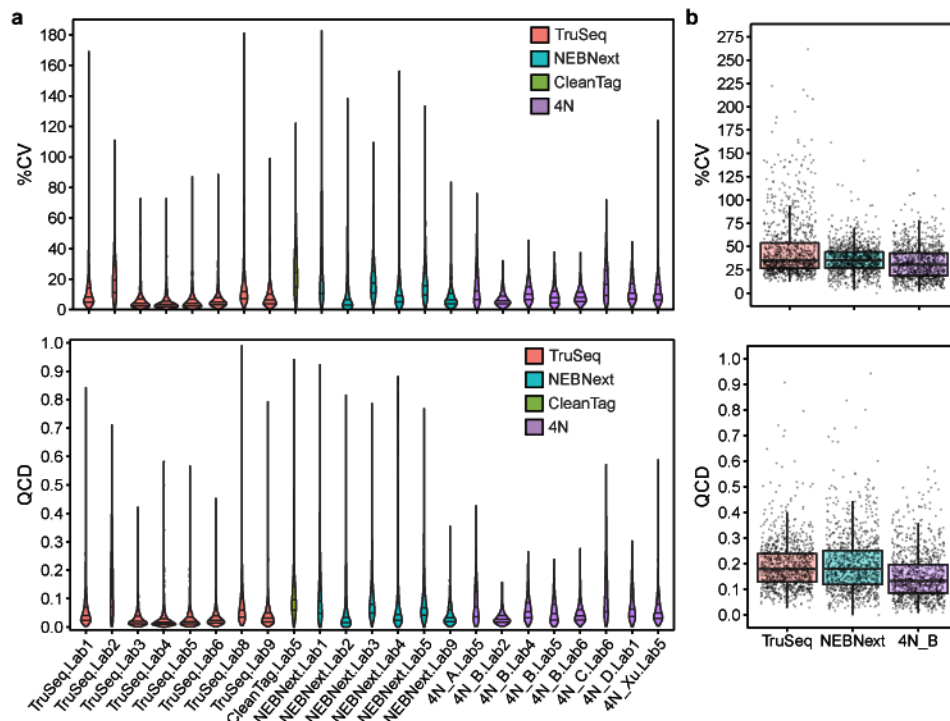 a
%CV
180
160
140
120
100
80
60
40
20
0
TruSeq
NEBNext
CleanTag
4N
QCD
1.0
0.9
0.8
0.7
0.6
0.5
0.4
0.3
0.2
0.1
0.0
TruSeq
NEBNext
CleanTag
4N
TruSeq.Lab1
TruSeq.Lab2
TruSeq.Lab3
TruSeq.Lab4
TruSeq.Lab5
TruSeq.Lab6
TruSeq.Lab8
TruSeq.Lab9
CleanTag.Lab5
NEBNext.Lab1
NEBNext.Lab2
NEBNext.Lab3
NEBNext.Lab4
NEBNext.Lab5
NEBNext.Lab9
4N_A.Lab5
4N_B.Lab2
4N_B.Lab4
4N_B.Lab5
4N_B.Lab6
4N_C.Lab6
4N_D.Lab1
4N_Xu.Lab5
b
%CV
275
250
225
200
175
150
125
100
75
50
25
0
QCD
1.0
0.9
0.8
0.7
0.6
0.5
0.4
0.3
0.2
0.1
0.0
TruSeq
NEBNext
4N_B